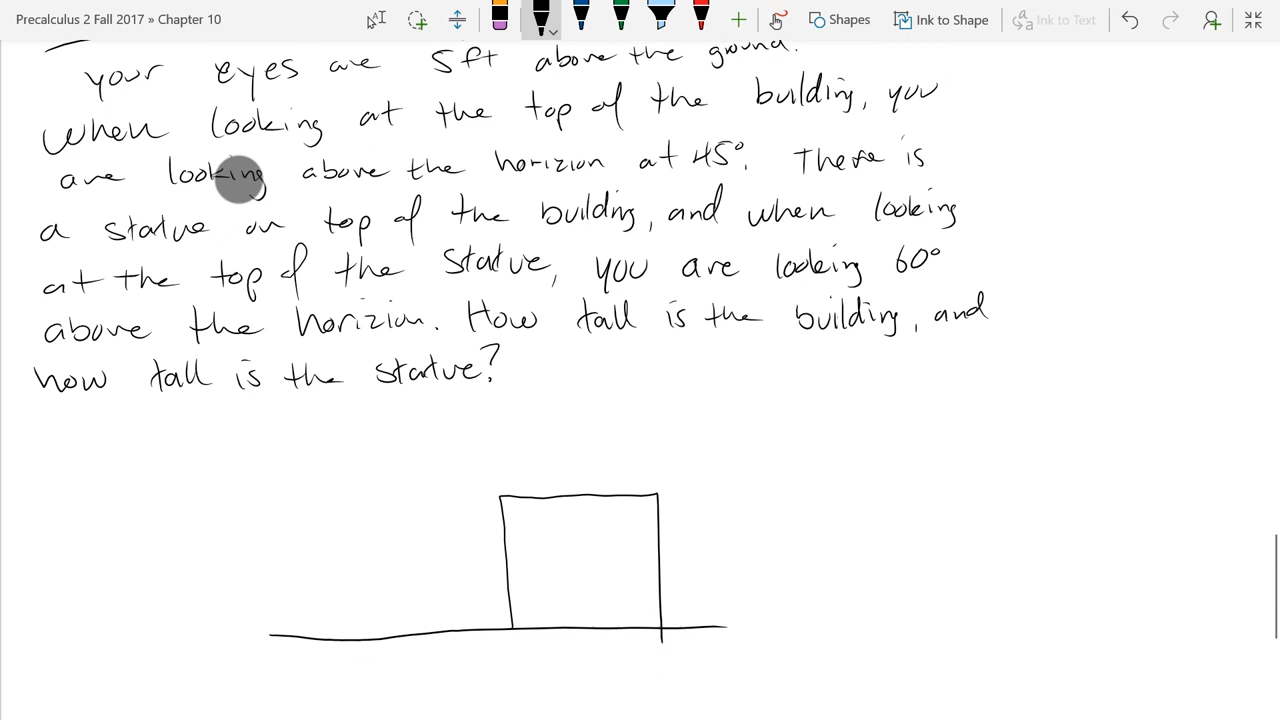 Precalculus 2 Fall 2017 » Chapter 10
Shapes
Ink to Shape
Ink to Text
your eyes are 5ft above the ground.
When looking at the top of the building, you
are looking above the horizion at 45°. There is
a statue on top of the building, and when looking
at the top of the statue, you are looking 60°
above the horizion. How tall is the building, and
how tall is the statue?